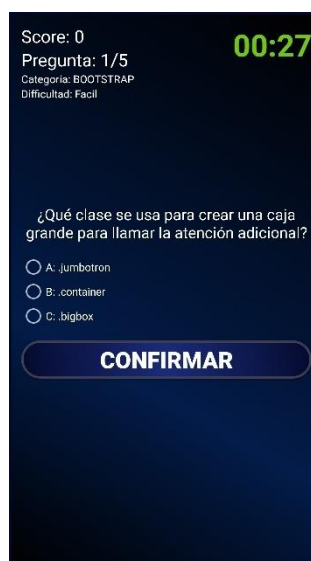 Score: 0
00:27
Pregunta: 1/5
Categoria: BOOTSTRAP
Difficultad: Facil
¿Qué clase se usa para crear una caja
grande para llamar la atención adicional?
A: .jumbotron
B: .container
C: .bigbox
CONFIRMAR